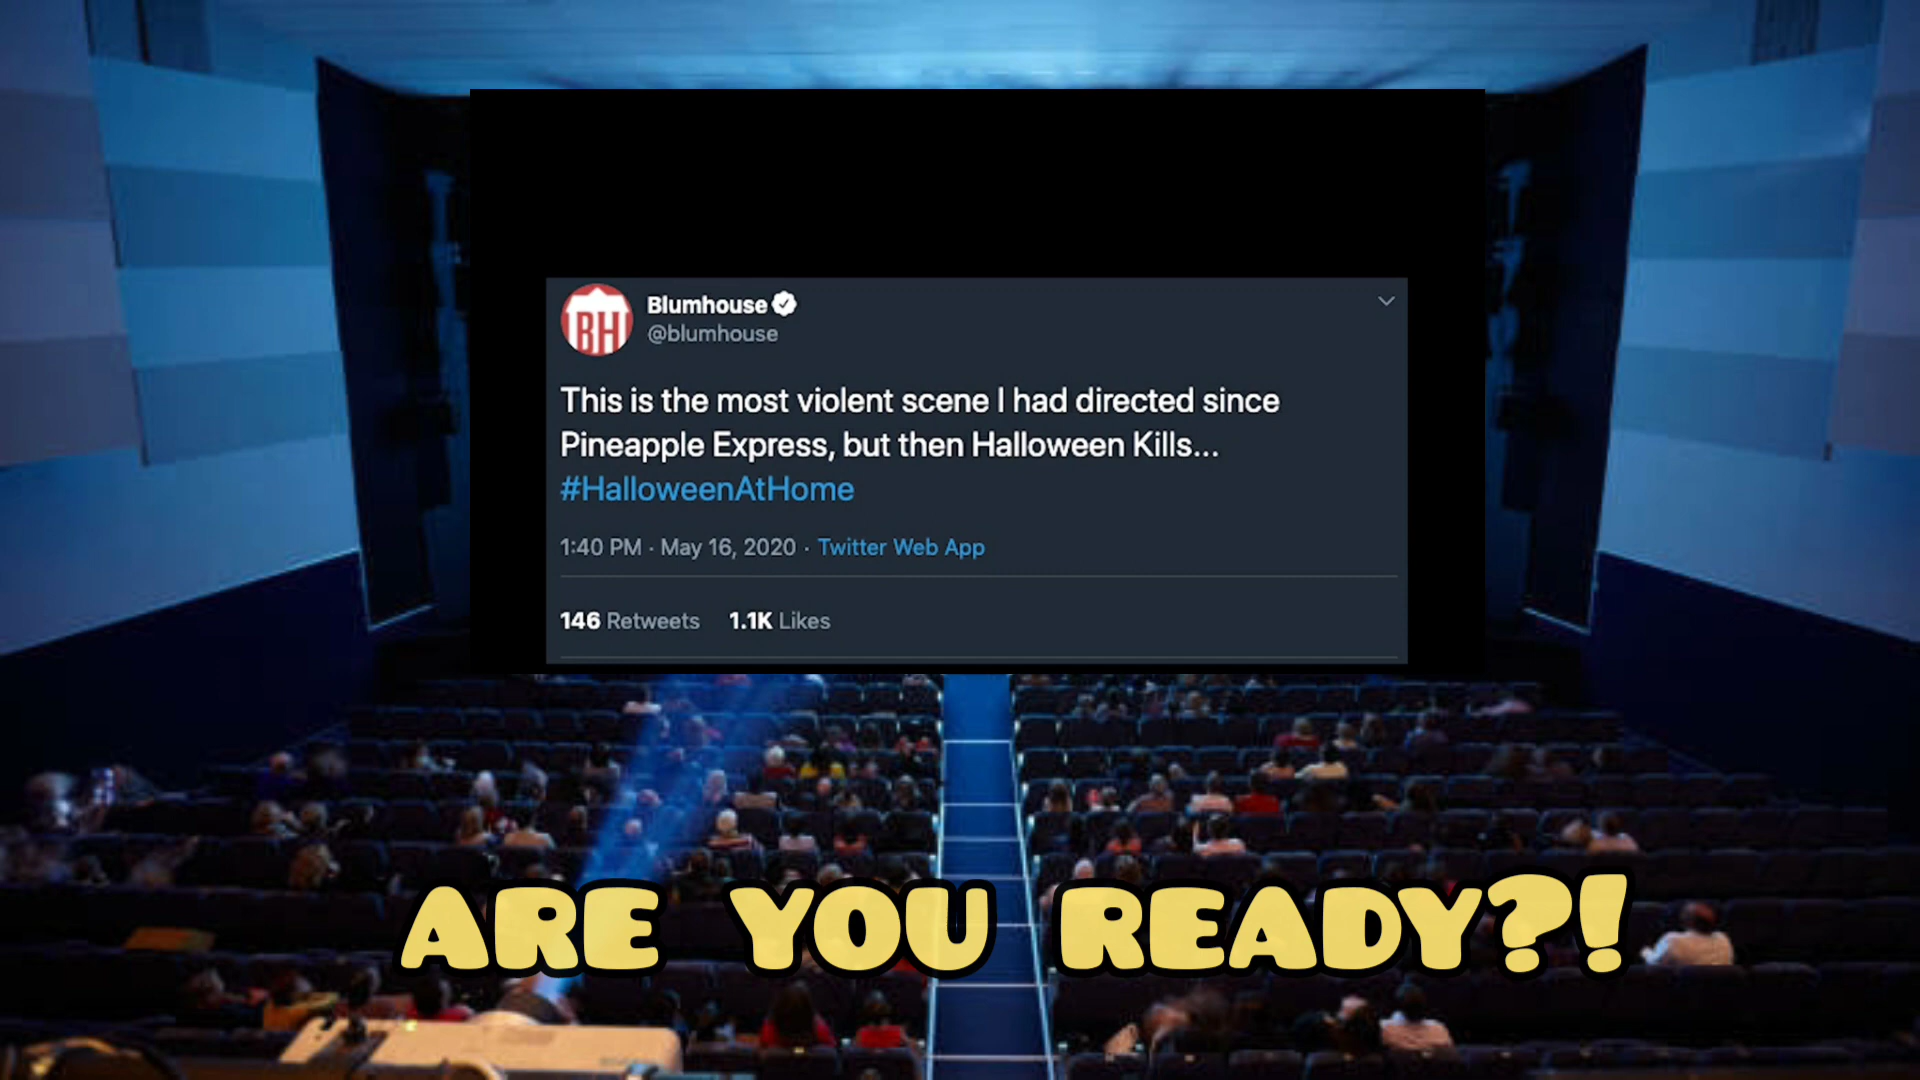 BH
Blumhouse
@blumhouse
This is the most violent scene I had directed since
Pineapple Express, but then Halloween Kills...
#HalloweenAtHome
1:40 PM · May 16, 2020 · Twitter Web App
146 Retweets 1.1K Likes
ARE YOU READY?!